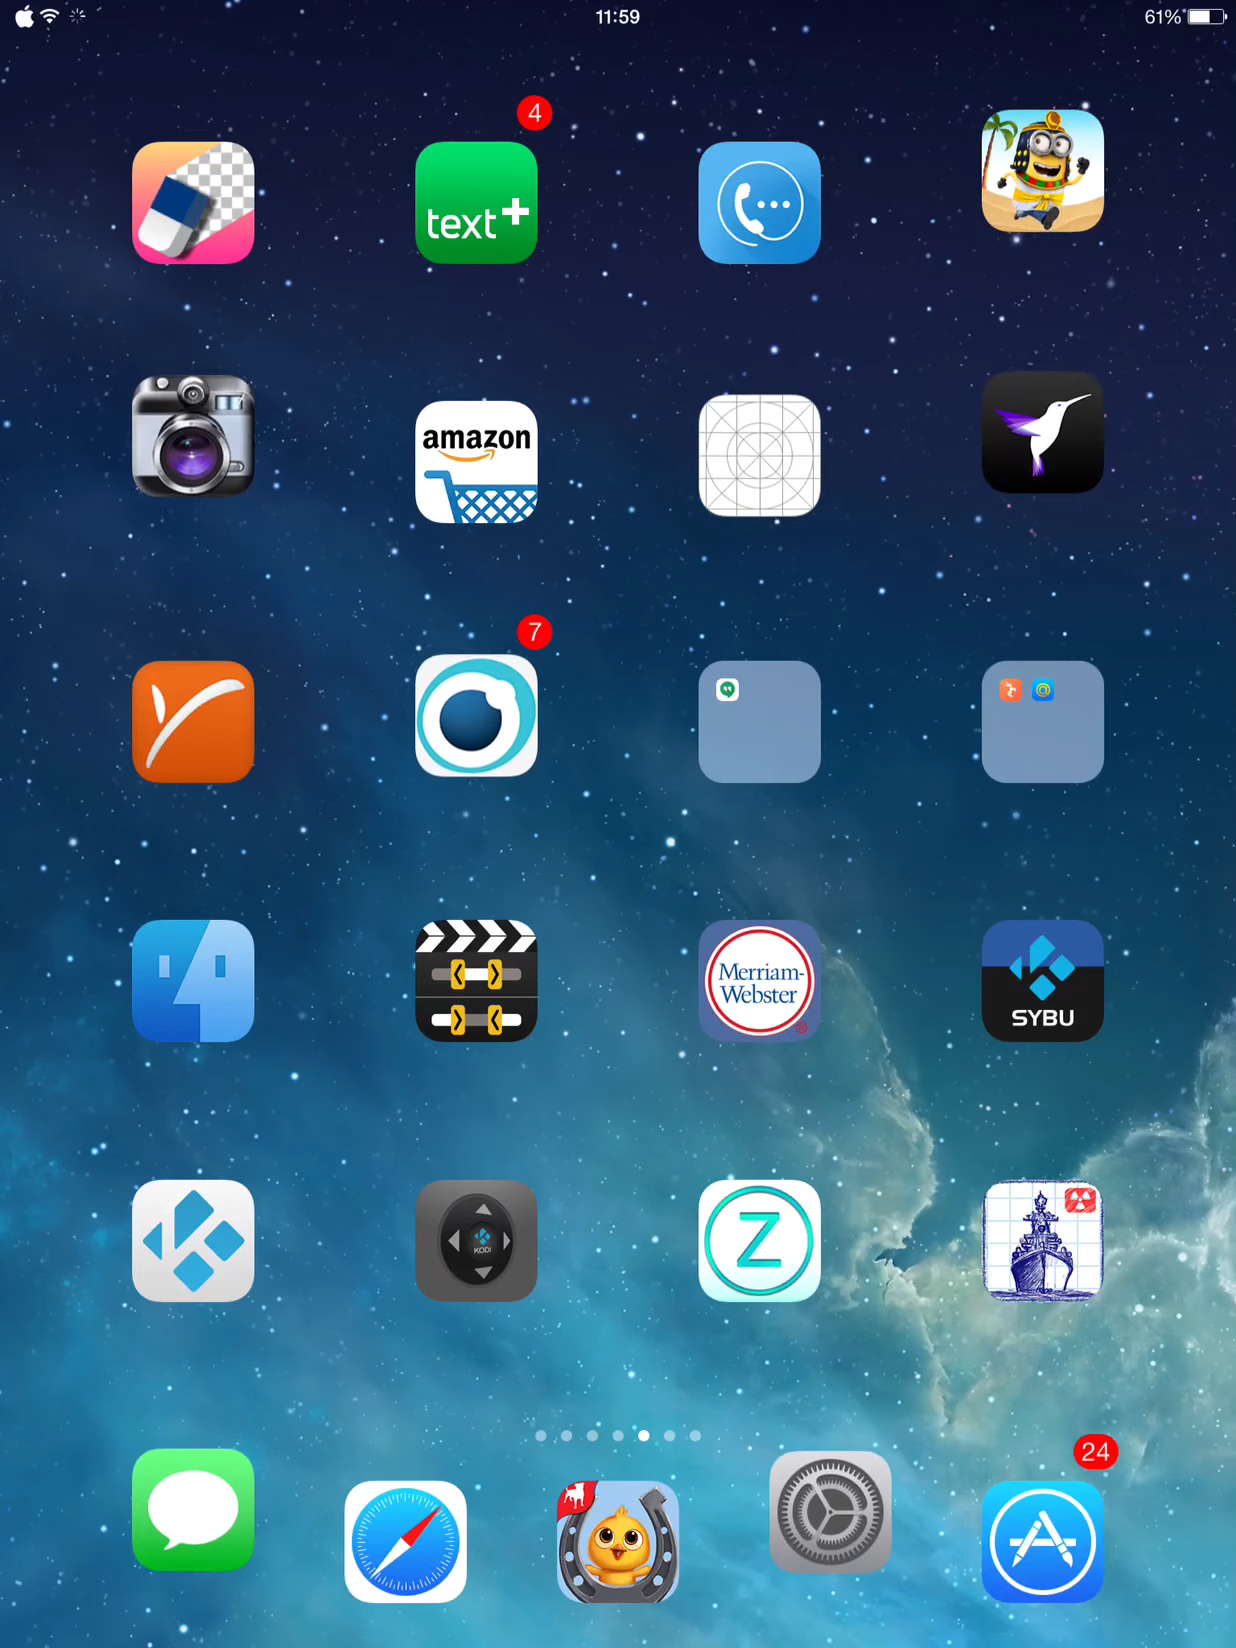 11:59
61%
4
text+
amazon
7
Merriam-
Webster
®
SYBU
KODI
Z
24